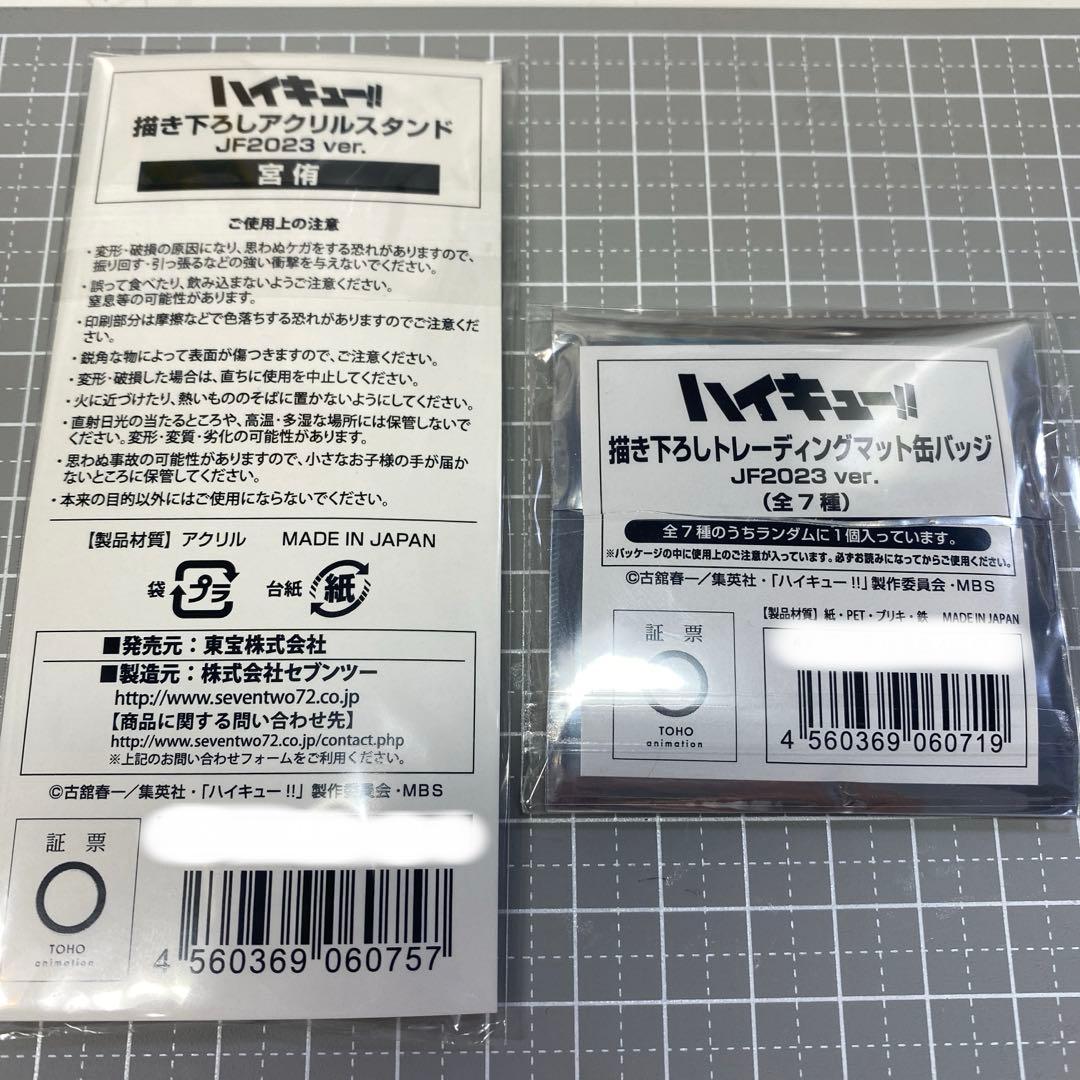 ハイキュー!!
描き下ろしアクリルスタンド
JF2023 ver.
宮 侑
ご使用上の注意
・変形・破損の原因になり、思わぬケガをする恐れがありますので、
振り回す・引っ張るなどの強い衝撃を与えないでください。
・誤って食べたり、飲み込まないようご注意ください。
窒息等の可能性があります。
・印刷部分は摩擦などで色落ちする恐れがありますのでご注意くだ
さい。
・鋭角な物によって表面が傷つきますので、ご注意ください。
・変形・破損した場合は、直ちに使用を中止してください。
・火に近づけたり、熱いもののそばに置かないようにしてください。
・直射日光の当たるところや、高温・多湿な場所には保管しないで
ください。変形・変質・劣化の可能性があります。
・思わぬ事故の可能性がありますので、小さなお子様の手が届か
ないところに保管してください。
・本来の目的以外にはご使用にならないでください。
【製品材質】アクリル MADE IN JAPAN
袋 プラ 台紙 紙
■発売元：東宝株式会社
■製造元：株式会社セブンツー
http://www.seventwo72.co.jp
【商品に関する問い合わせ先】
http://www.seventwo72.co.jp/contact.php
※上記のお問い合わせフォームをご利用ください。
©古舘春一／集英社・「ハイキュー!!」製作委員会・MBS
証 票
TOHO
animation
4 560369 060757
ハイキュー!!
描き下ろしトレーディングマット缶バッジ
JF2023 ver.
（全7種）
全7種のうちランダムに1個入っています。
※パッケージの中に使用上のご注意が入っています。必ずお読みになってからご使用ください。
©古舘春一／集英社・「ハイキュー!!」製作委員会・MBS
【製品材質】紙・PET・ブリキ・鉄 MADE IN JAPAN
証 票
TOHO
animation
4 560369 060719